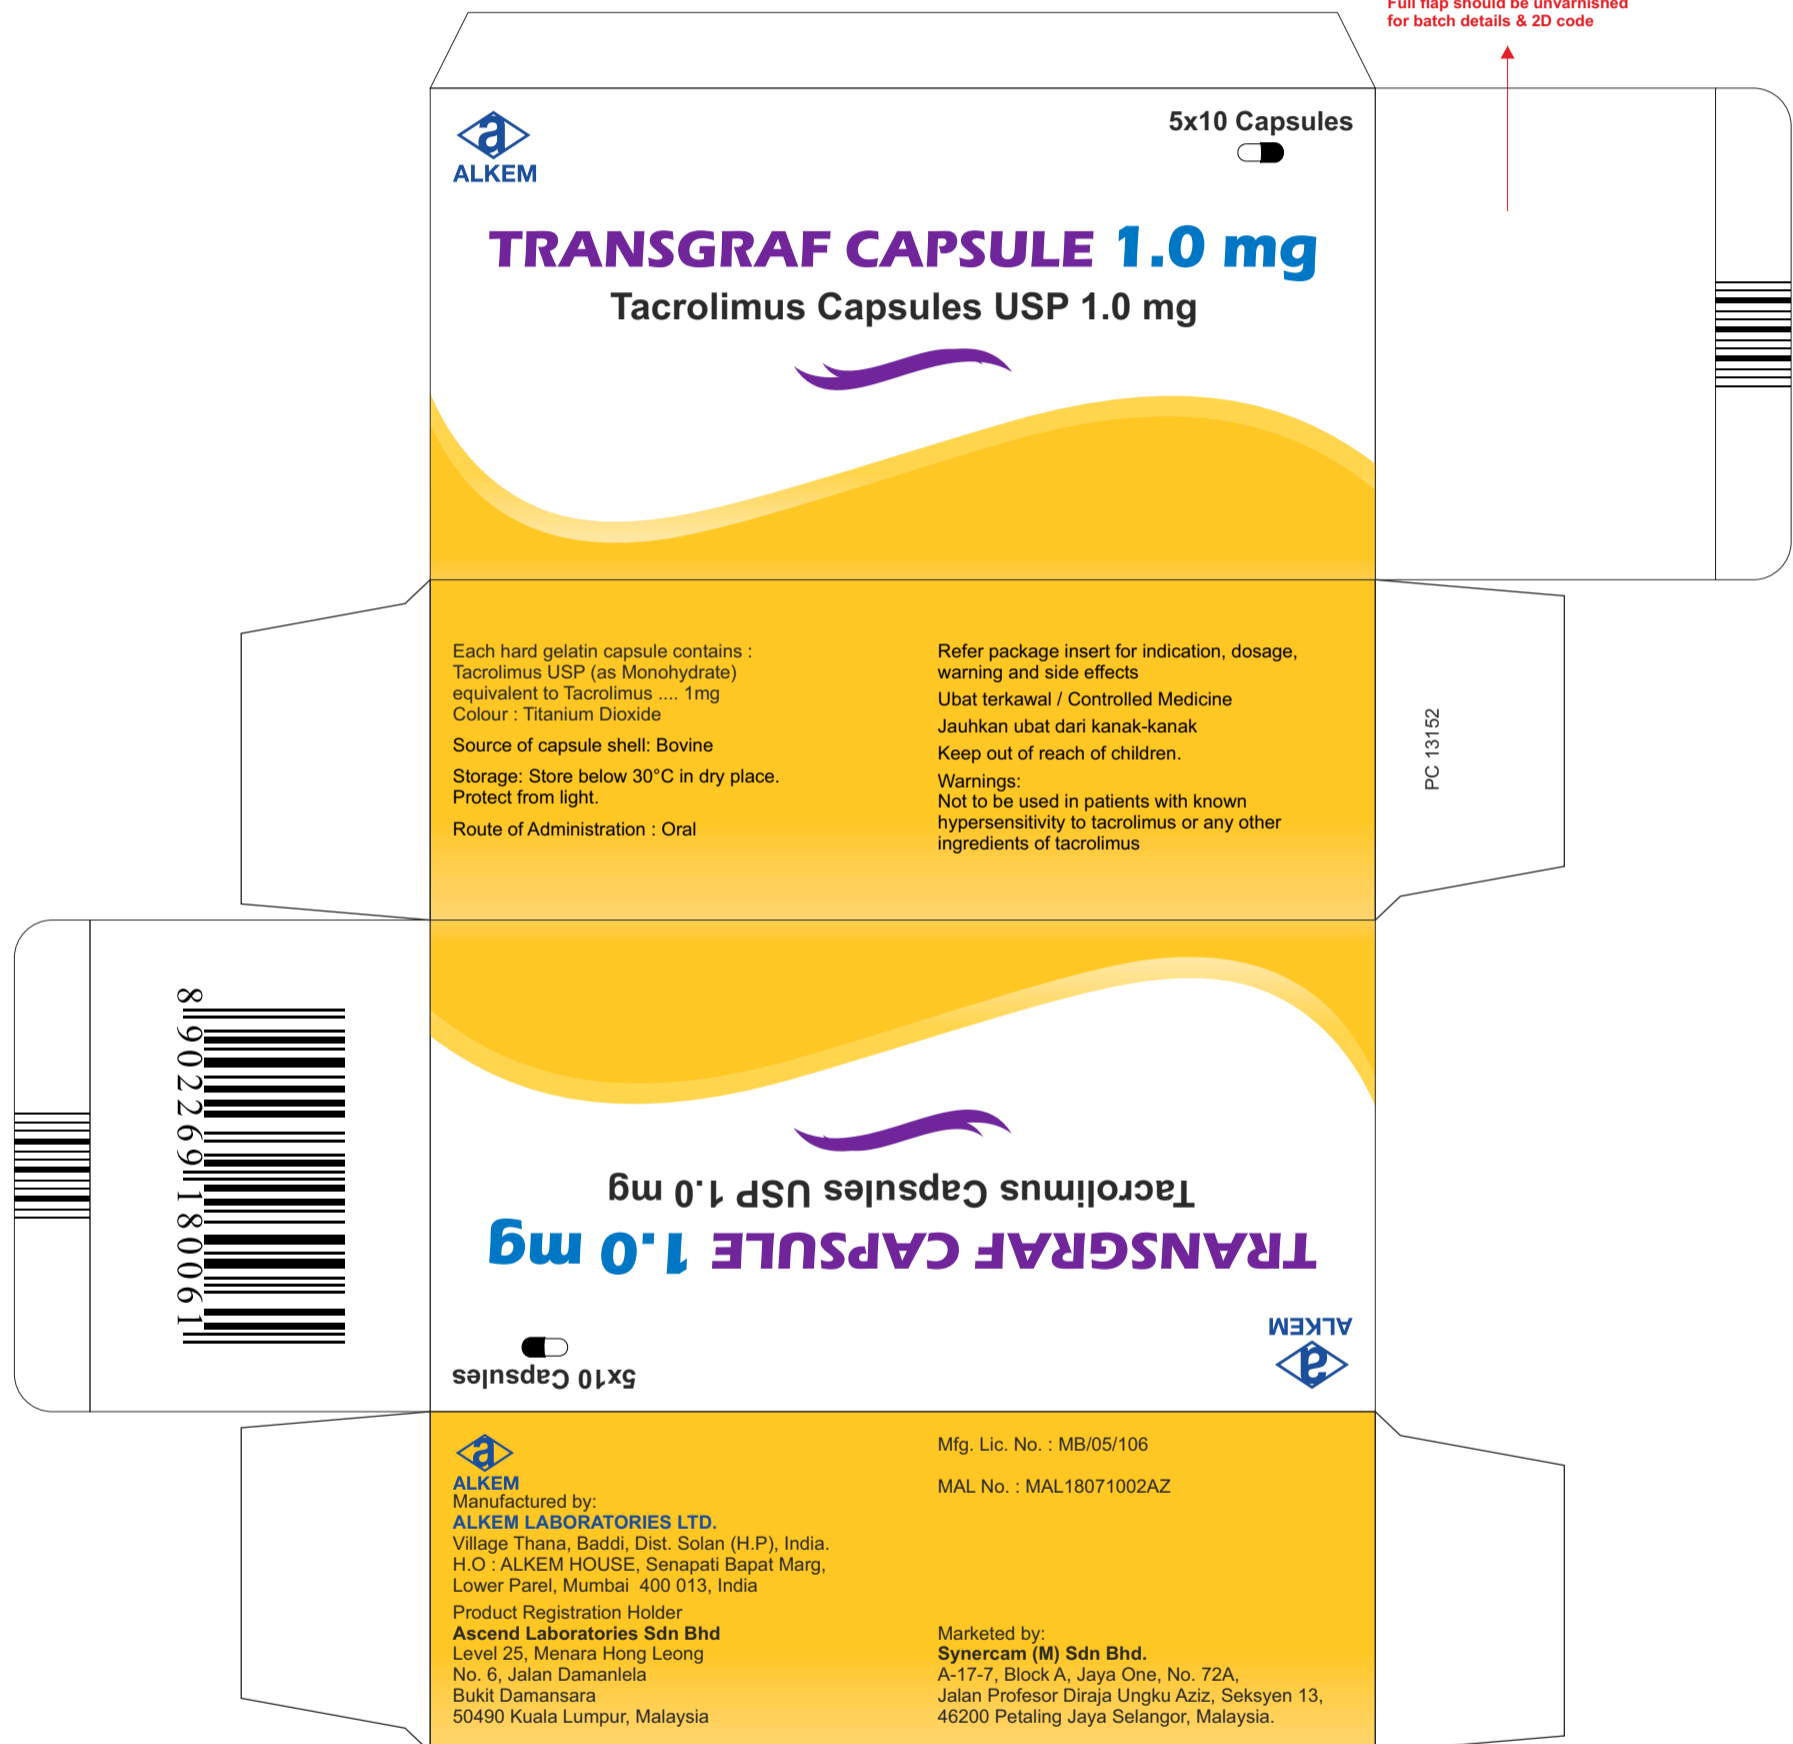 Full flap should be unvarnished
for batch details & 2D code
a
ALKEM
5x10 Capsules
TRANSGRAF CAPSULE 1.0 mg
Tacrolimus Capsules USP 1.0 mg
Each hard gelatin capsule contains :
Tacrolimus USP (as Monohydrate)
equivalent to Tacrolimus .... 1mg
Colour : Titanium Dioxide
Source of capsule shell: Bovine
Storage: Store below 30°C in dry place.
Protect from light.
Route of Administration : Oral
Refer package insert for indication, dosage,
warning and side effects
Ubat terkawal / Controlled Medicine
Jauhkan ubat dari kanak-kanak
Keep out of reach of children.
Warnings:
Not to be used in patients with known
hypersensitivity to tacrolimus or any other
ingredients of tacrolimus
PC 13152
8 902269 180061
a
ALKEM
5x10 Capsules
TRANSGRAF CAPSULE 1.0 mg
Tacrolimus Capsules USP 1.0 mg
a
ALKEM
Manufactured by:
ALKEM LABORATORIES LTD.
Village Thana, Baddi, Dist. Solan (H.P), India.
H.O : ALKEM HOUSE, Senapati Bapat Marg,
Lower Parel, Mumbai 400 013, India
Product Registration Holder
Ascend Laboratories Sdn Bhd
Level 25, Menara Hong Leong
No. 6, Jalan Damanlela
Bukit Damansara
50490 Kuala Lumpur, Malaysia
Mfg. Lic. No. : MB/05/106
MAL No. : MAL18071002AZ
Marketed by:
Synercam (M) Sdn Bhd.
A-17-7, Block A, Jaya One, No. 72A,
Jalan Profesor Diraja Ungku Aziz, Seksyen 13,
46200 Petaling Jaya Selangor, Malaysia.